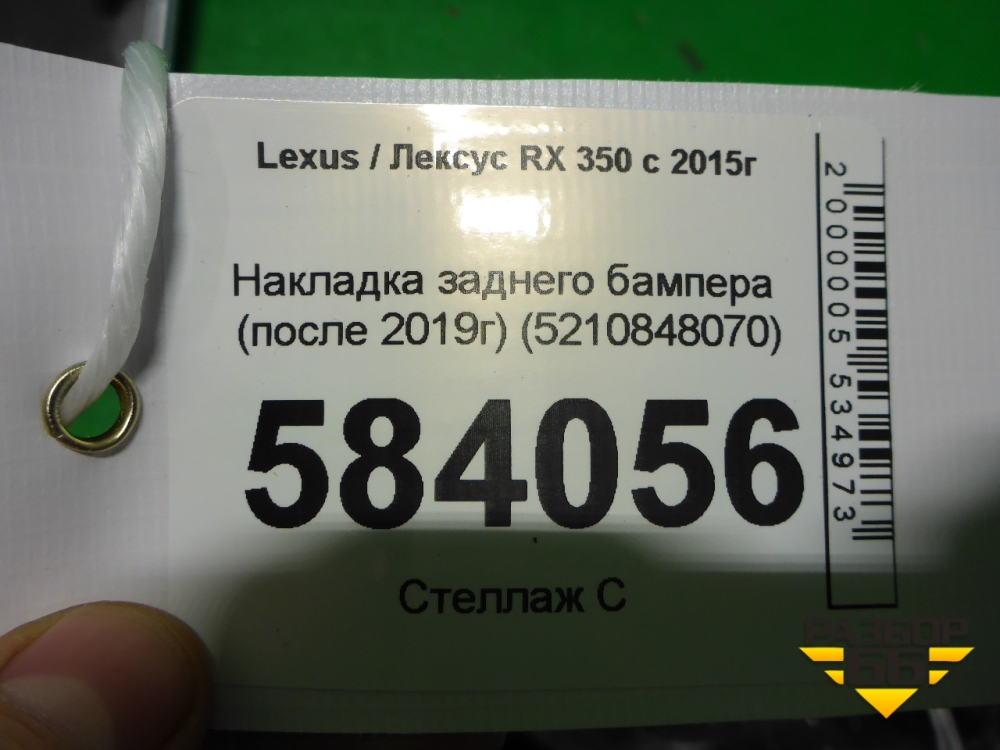 Lexus / Лексус RX 350 с 2015г
Накладка заднего бампера
(после 2019г) (5210848070)
584056
Стеллаж С
2000005534973
РАЗБОР
66